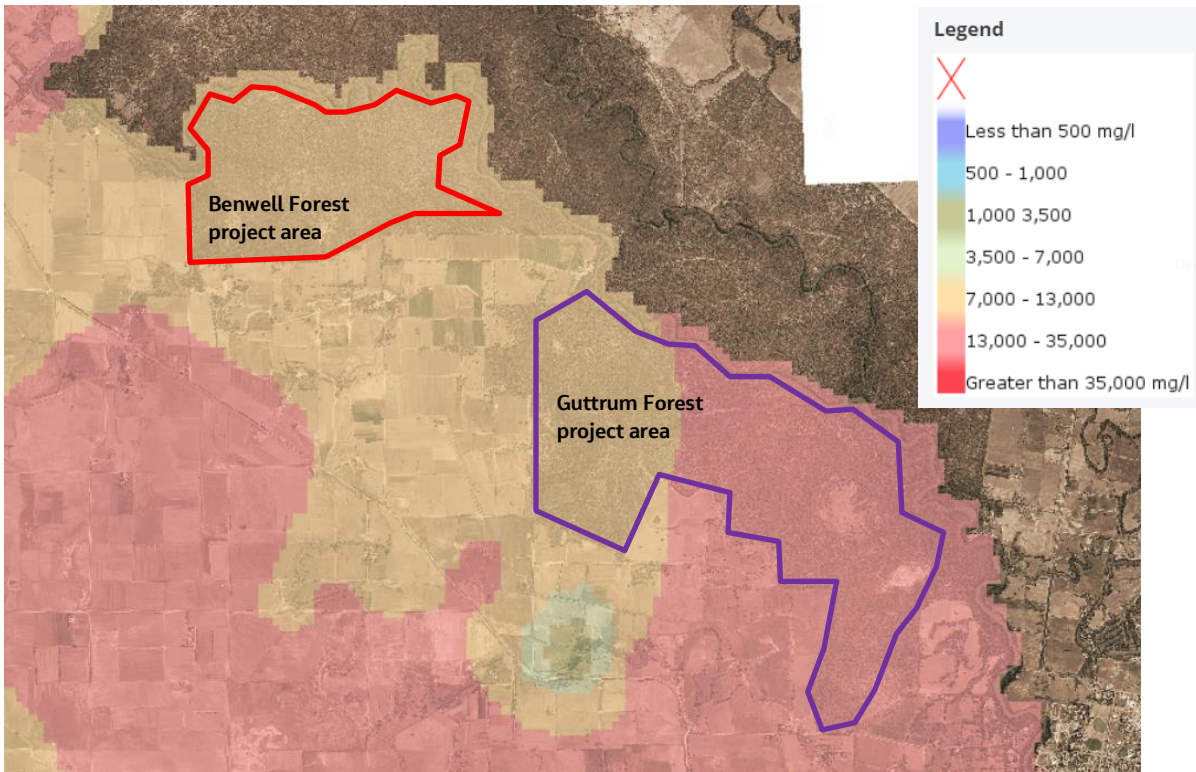 Legend
Less than 500 mg/l
500 - 1,000
1,000 3,500
3,500 - 7,000
7,000 - 13,000
13,000 - 35,000
Greater than 35,000 mg/l
Benwell Forest
project area
Guttrum Forest
project area